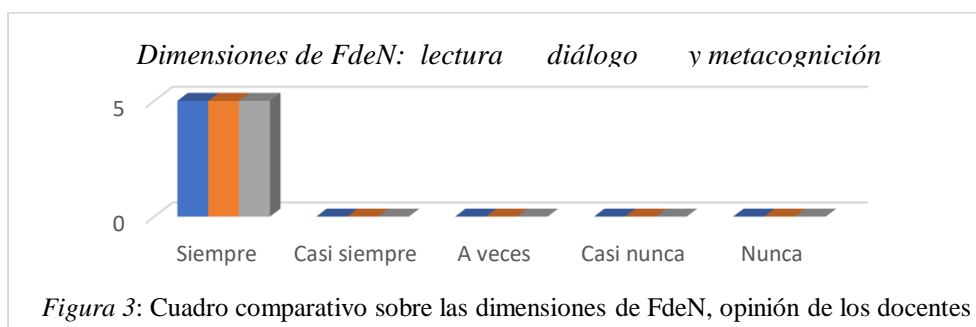 Dimensiones de FdeN: lectura diálogo y metacognición
5
0
Siempre Casi siempre A veces Casi nunca Nunca
Figura 3: Cuadro comparativo sobre las dimensiones de FdeN, opinión de los docentes